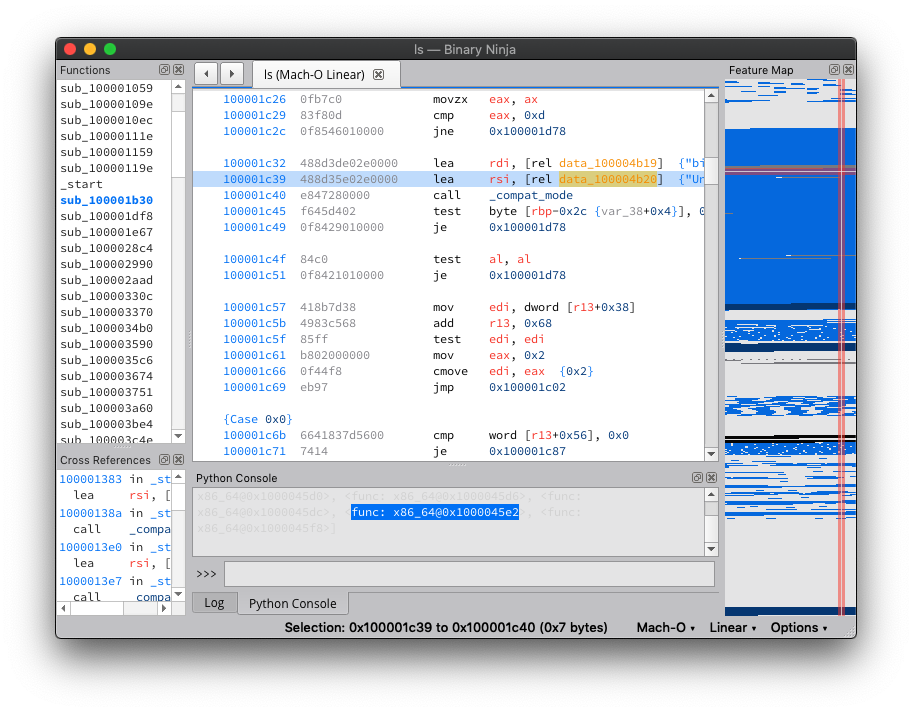 ls — Binary Ninja
Functions
sub_100001059
sub_10000109e
sub_1000010ec
sub_10000111e
sub_100001159
sub_10000119e
_start
sub_100001b30
sub_100001df8
sub_100001e67
sub_1000028c4
sub_100002990
sub_100002aad
sub_10000330c
sub_100003370
sub_1000034b0
sub_100003590
sub_1000035c6
sub_100003674
sub_100003751
sub_100003a60
sub_100003be4
sub_100003c4e
Cross References
100001383 in _st
lea rsi, [
10000138a in _st
call _compa
1000013e0 in _st
lea rsi, [
1000013e7 in _st
call _compa
ls (Mach-O Linear)
100001c26 0fb7c0 movzx eax, ax
100001c29 83f80d cmp eax, 0xd
100001c2c 0f8546010000 jne 0x100001d78
100001c32 488d3de02e0000 lea rdi, [rel data_100004b19] {"bi
100001c39 488d35e02e0000 lea rsi, [rel data_100004b20] {"Un
100001c40 e847280000 call _compat_mode
100001c45 f645d402 test byte [rbp-0x2c {var_38+0x4}], 0
100001c49 0f8429010000 je 0x100001d78
100001c4f 84c0 test al, al
100001c51 0f8421010000 je 0x100001d78
100001c57 418b7d38 mov edi, dword [r13+0x38]
100001c5b 4983c568 add r13, 0x68
100001c5f 85ff test edi, edi
100001c61 b802000000 mov eax, 0x2
100001c66 0f44f8 cmove edi, eax {0x2}
100001c69 eb97 jmp 0x100001c02
{Case 0x0}
100001c6b 6641837d5600 cmp word [r13+0x56], 0x0
100001c71 7414 je 0x100001c87
Python Console
x86_64@0x1000045d0>, <func: x86_64@0x1000045d6>, <func:
x86_64@0x1000045dc>, <func: x86_64@0x1000045e2>, <func:
x86_64@0x1000045f8>]
>>>
Log Python Console
Feature Map
Selection: 0x100001c39 to 0x100001c40 (0x7 bytes) Mach-O Linear Options